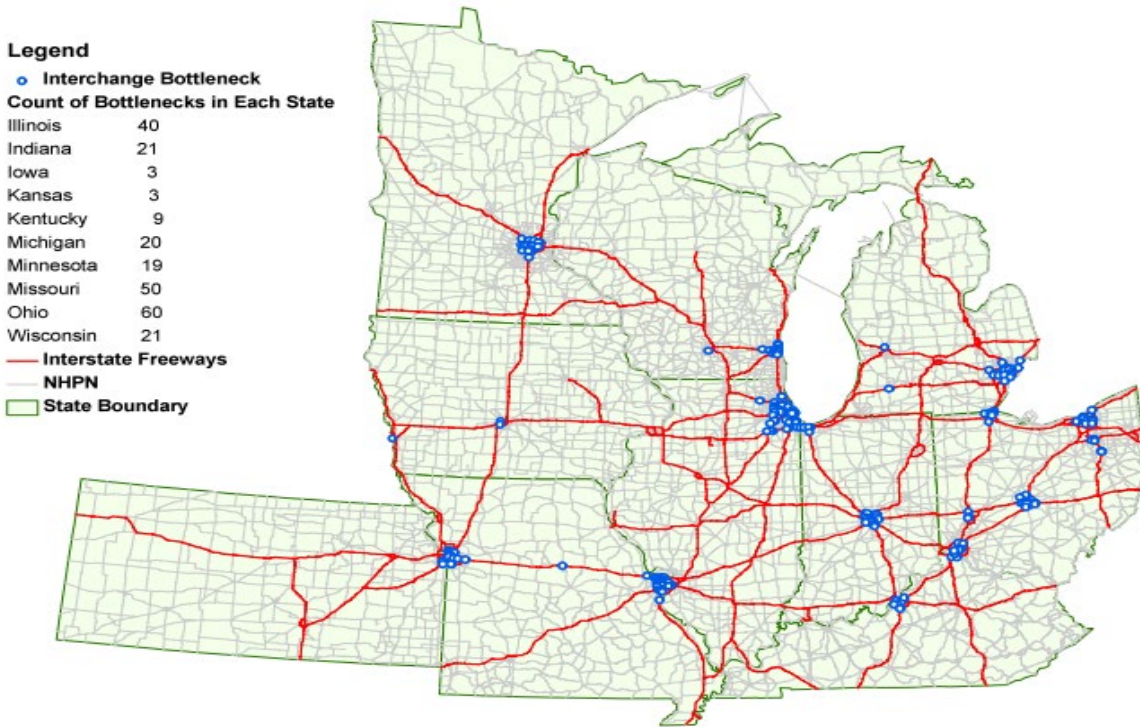 Legend
Interchange Bottleneck
Count of Bottlenecks in Each State
Illinois 40
Indiana 21
Iowa 3
Kansas 3
Kentucky 9
Michigan 20
Minnesota 19
Missouri 50
Ohio 60
Wisconsin 21
Interstate Freeways
NHPN
State Boundary